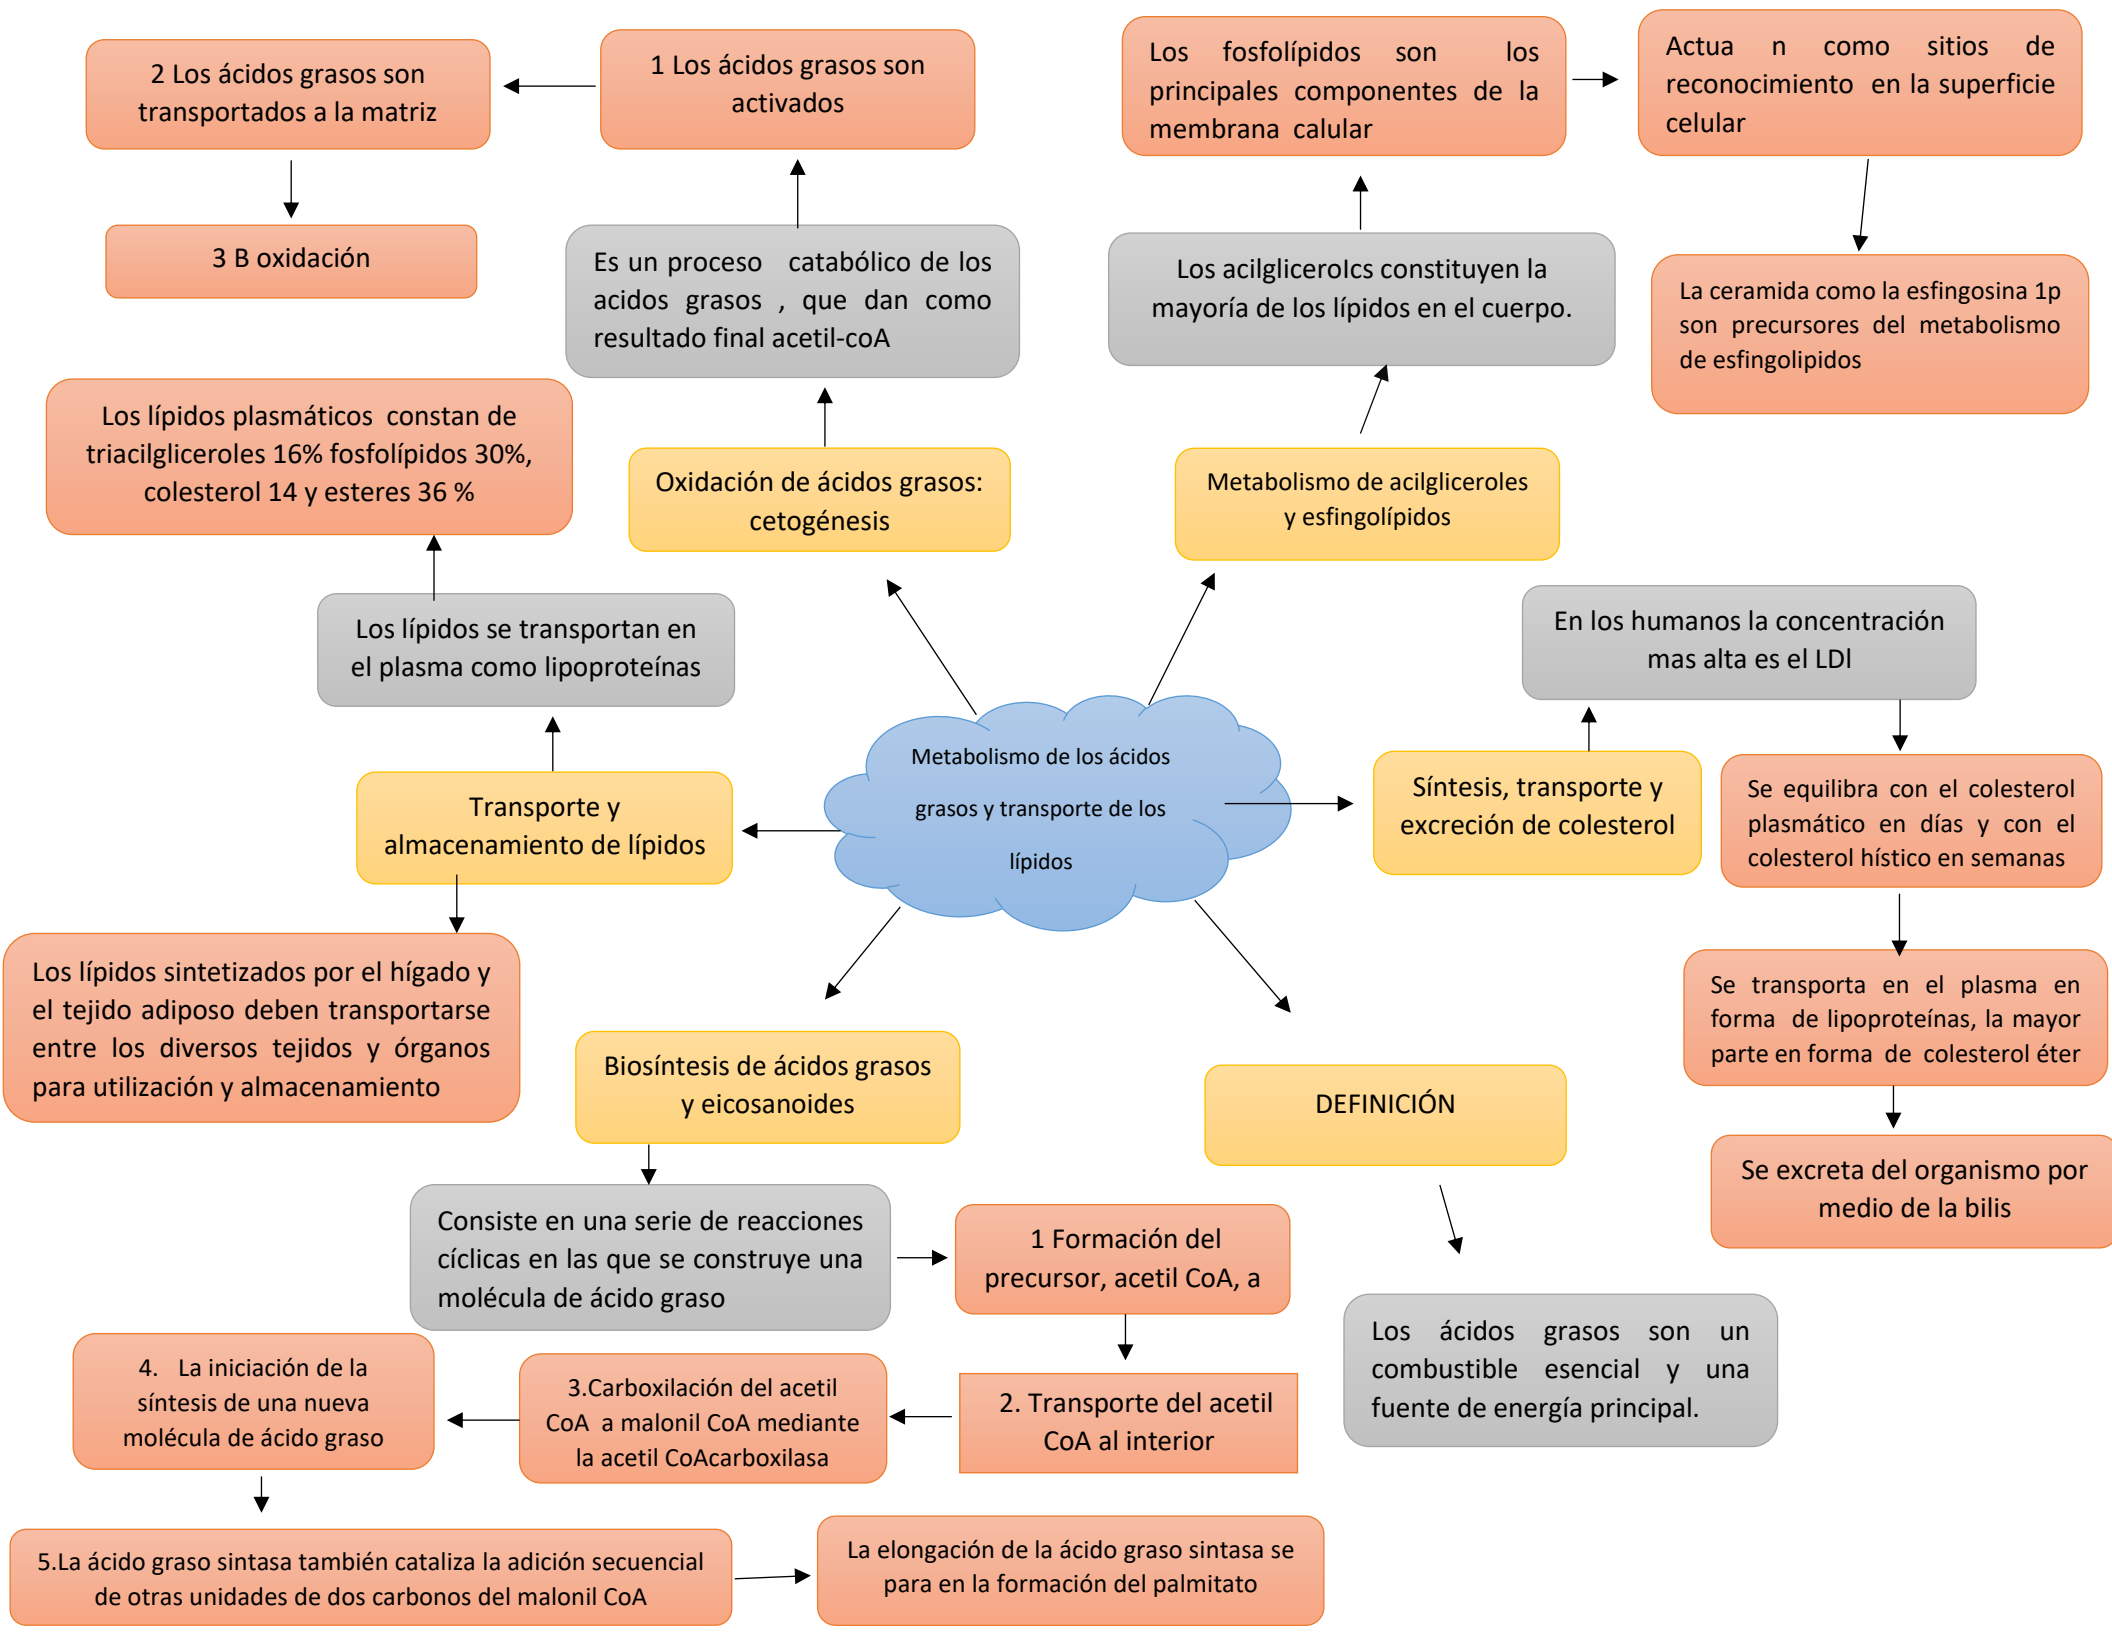 2 Los ácidos grasos son
transportados a la matriz
1 Los ácidos grasos son
activados
Los fosfolípidos son los
principales componentes de la
membrana calular
Actua n como sitios de
reconocimiento en la superficie
celular
3 B oxidación
Es un proceso catabólico de los
acidos grasos , que dan como
resultado final acetil-coA
Los acilglicerolcs constituyen la
mayoría de los lípidos en el cuerpo.
La ceramida como la esfingosina 1p
son precursores del metabolismo
de esfingolipidos
Los lípidos plasmáticos constan de
triacilgliceroles 16% fosfolípidos 30%,
colesterol 14 y esteres 36 %
Oxidación de ácidos grasos:
cetogénesis
Metabolismo de acilgliceroles
y esfingolípidos
Los lípidos se transportan en
el plasma como lipoproteínas
En los humanos la concentración
mas alta es el LDl
Metabolismo de los ácidos
grasos y transporte de los
lípidos
Transporte y
almacenamiento de lípidos
Síntesis, transporte y
excreción de colesterol
Se equilibra con el colesterol
plasmático en días y con el
colesterol hístico en semanas
Los lípidos sintetizados por el hígado y
el tejido adiposo deben transportarse
entre los diversos tejidos y órganos
para utilización y almacenamiento
Se transporta en el plasma en
forma de lipoproteínas, la mayor
parte en forma de colesterol éter
Biosíntesis de ácidos grasos
y eicosanoides
DEFINICIÓN
Se excreta del organismo por
medio de la bilis
Consiste en una serie de reacciones
cíclicas en las que se construye una
molécula de ácido graso
1 Formación del
precursor, acetil CoA, a
Los ácidos grasos son un
combustible esencial y una
fuente de energía principal.
4. La iniciación de la
síntesis de una nueva
molécula de ácido graso
3.Carboxilación del acetil
CoA a malonil CoA mediante
la acetil CoAcarboxilasa
2. Transporte del acetil
CoA al interior
5.La ácido graso sintasa también cataliza la adición secuencial
de otras unidades de dos carbonos del malonil CoA
La elongación de la ácido graso sintasa se
para en la formación del palmitato